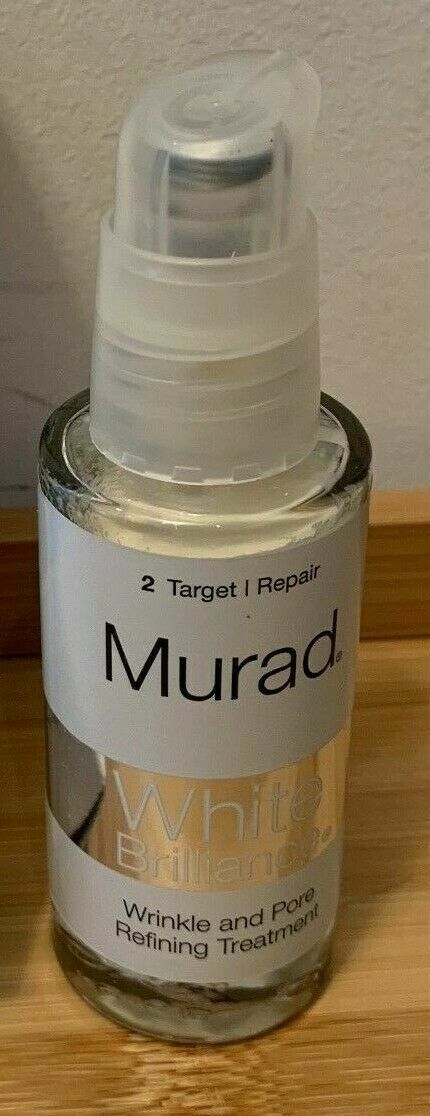 2 Target | Repair
Murad®
White
Brilliance®
Wrinkle and Pore
Refining Treatment